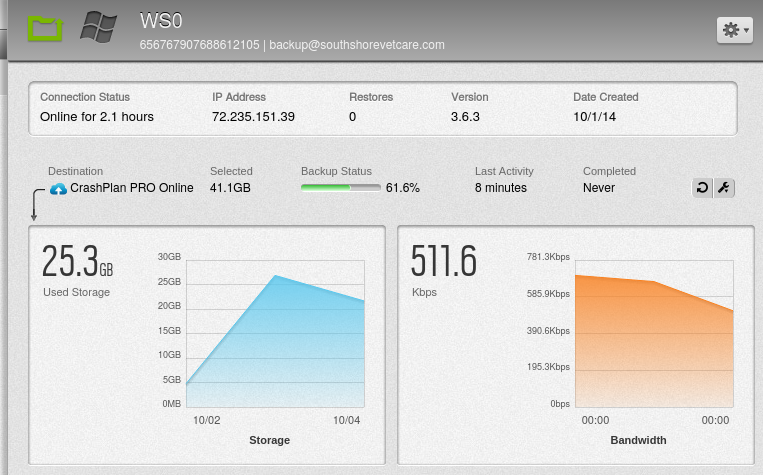 WS0
656767907688612105 | backup@southshorevetcare.com
Connection Status IP Address Restores Version Date Created
Online for 2.1 hours 72.235.151.39 0 3.6.3 10/1/14
Destination Selected Backup Status Last Activity Completed
CrashPlan PRO Online 41.1GB 61.6% 8 minutes Never
25.3GB
Used Storage
30GB
25GB
20GB
15GB
10GB
5GB
0MB
10/02 10/04
Storage
511.6
Kbps
781.3Kbps
585.9Kbps
390.6Kbps
195.3Kbps
0bps
00:00 00:00
Bandwidth